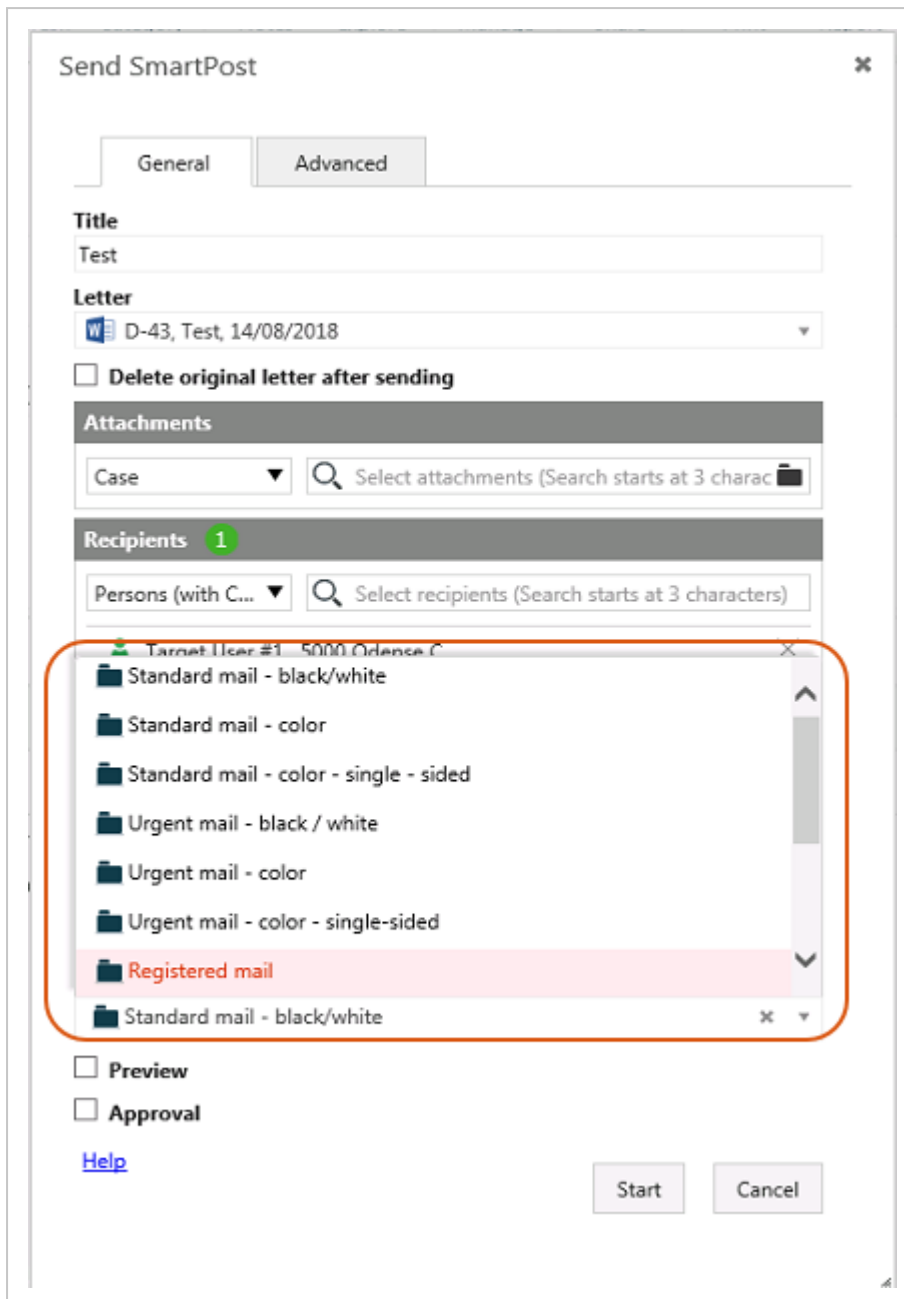 Send SmartPost
General Advanced
Title
Test
Letter
D-43, Test, 14/08/2018
Delete original letter after sending
Attachments
Case Select attachments (Search starts at 3 charac
Recipients 1
Persons (with C... Select recipients (Search starts at 3 characters)
Target User #1, 5000 Odense C
Standard mail - black/white
Standard mail - color
Standard mail - color - single - sided
Urgent mail - black / white
Urgent mail - color
Urgent mail - color - single-sided
Registered mail
Standard mail - black/white
Preview
Approval
Help
Start Cancel